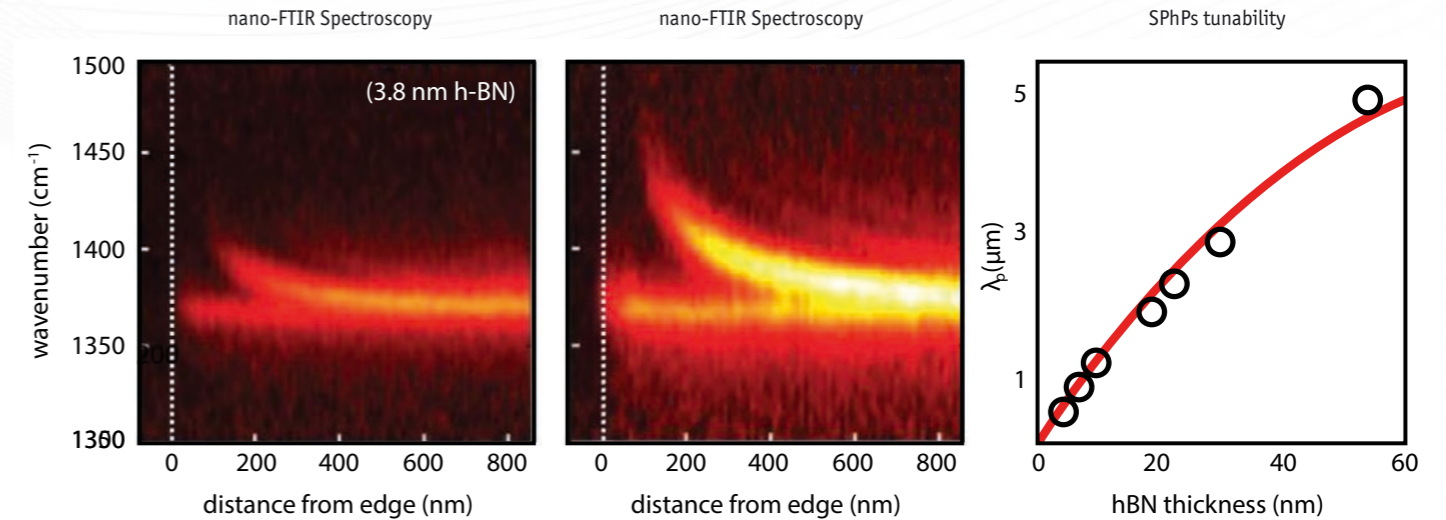 nano-FTIR Spectroscopy
nano-FTIR Spectroscopy
SPhPs tunability
wavenumber (cm⁻¹)
1500
1450
1400
1350
1300
(3.8 nm h-BN)
200
0
200
400
600
800
distance from edge (nm)
0
200
400
600
800
distance from edge (nm)
λp(μm)
5
3
1
0
20
40
60
hBN thickness (nm)